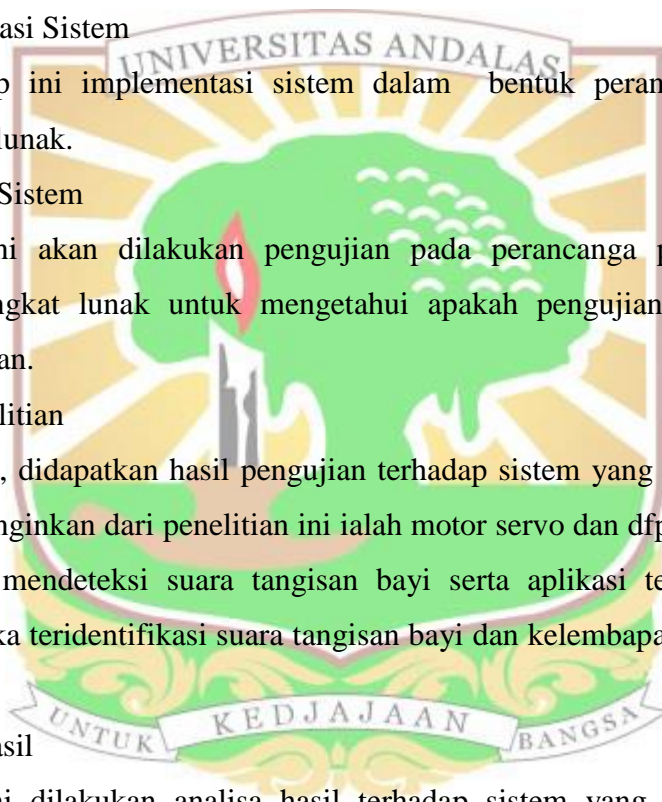 asi Sistem
UNIVERSITAS ANDALAS
p ini implementasi sistem dalam bentuk peran
lunak.
Sistem
ni akan dilakukan pengujian pada perancanga p
ngkat lunak untuk mengetahui apakah pengujian
an.
litian
, didapatkan hasil pengujian terhadap sistem yang
nginkan dari penelitian ini ialah motor servo dan dfp
mendeteksi suara tangisan bayi serta aplikasi te
ka teridentifikasi suara tangisan bayi dan kelembapa
UNTUK KEDJAJAAN BANGSA
asil
ni dilakukan analisa hasil terhadap sistem yang